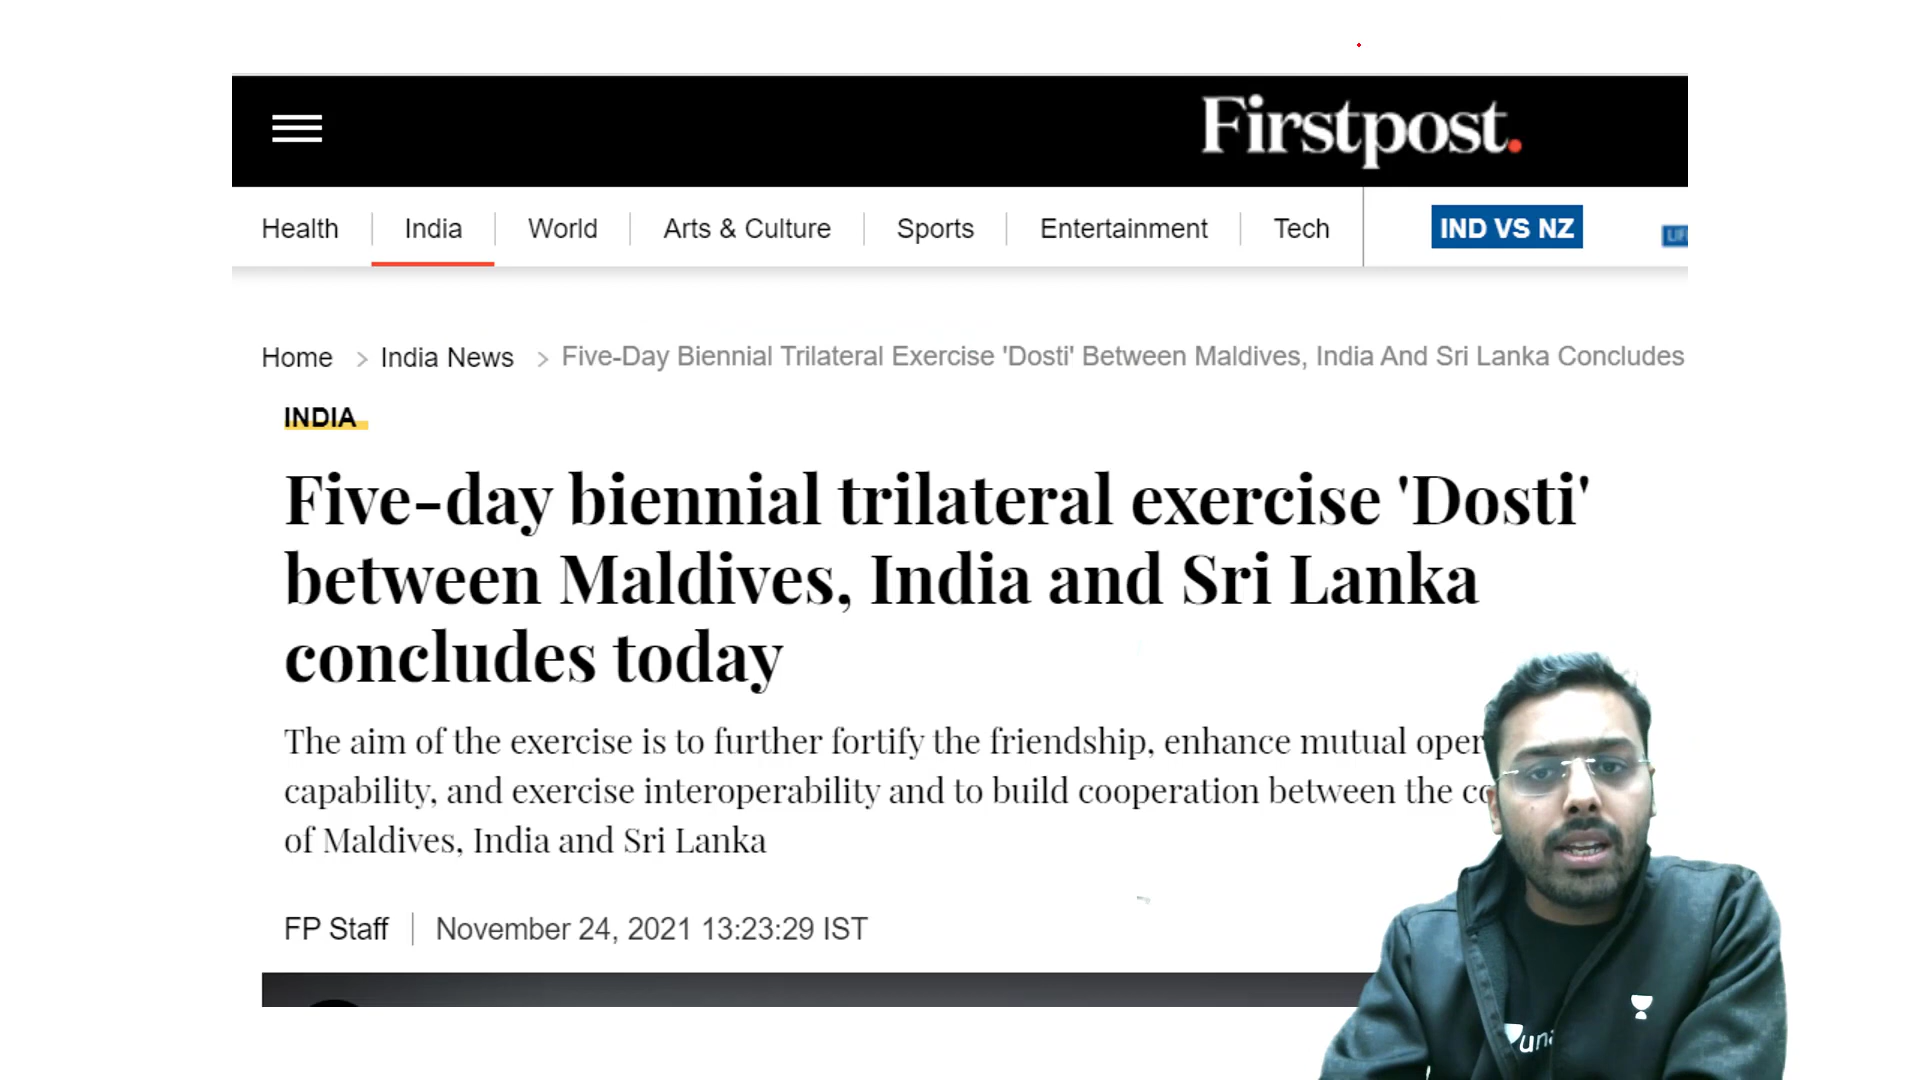 Firstpost.
Health India World Arts & Culture Sports Entertainment Tech IND VS NZ
Home > India News > Five-Day Biennial Trilateral Exercise 'Dosti' Between Maldives, India And Sri Lanka Concludes
INDIA
Five-day biennial trilateral exercise 'Dosti'
between Maldives, India and Sri Lanka
concludes today
The aim of the exercise is to further fortify the friendship, enhance mutual oper
capability, and exercise interoperability and to build cooperation between the co
of Maldives, India and Sri Lanka
FP Staff | November 24, 2021 13:23:29 IST
una